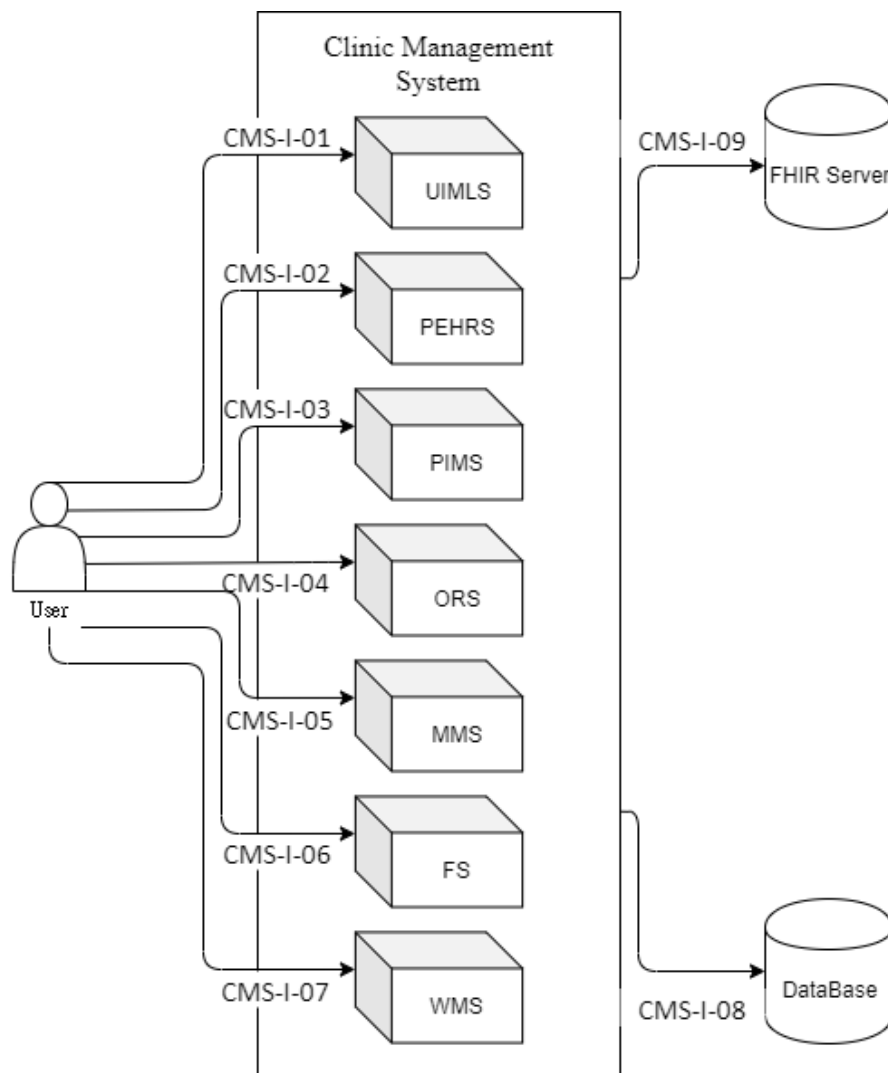 Clinic Management
System
CMS-I-01
UIMLS
CMS-I-09
FHIR Server
CMS-I-02
PEHRS
CMS-I-03
PIMS
CMS-I-04
ORS
User
CMS-I-05
MMS
CMS-I-06
FS
CMS-I-07
WMS
CMS-I-08
DataBase